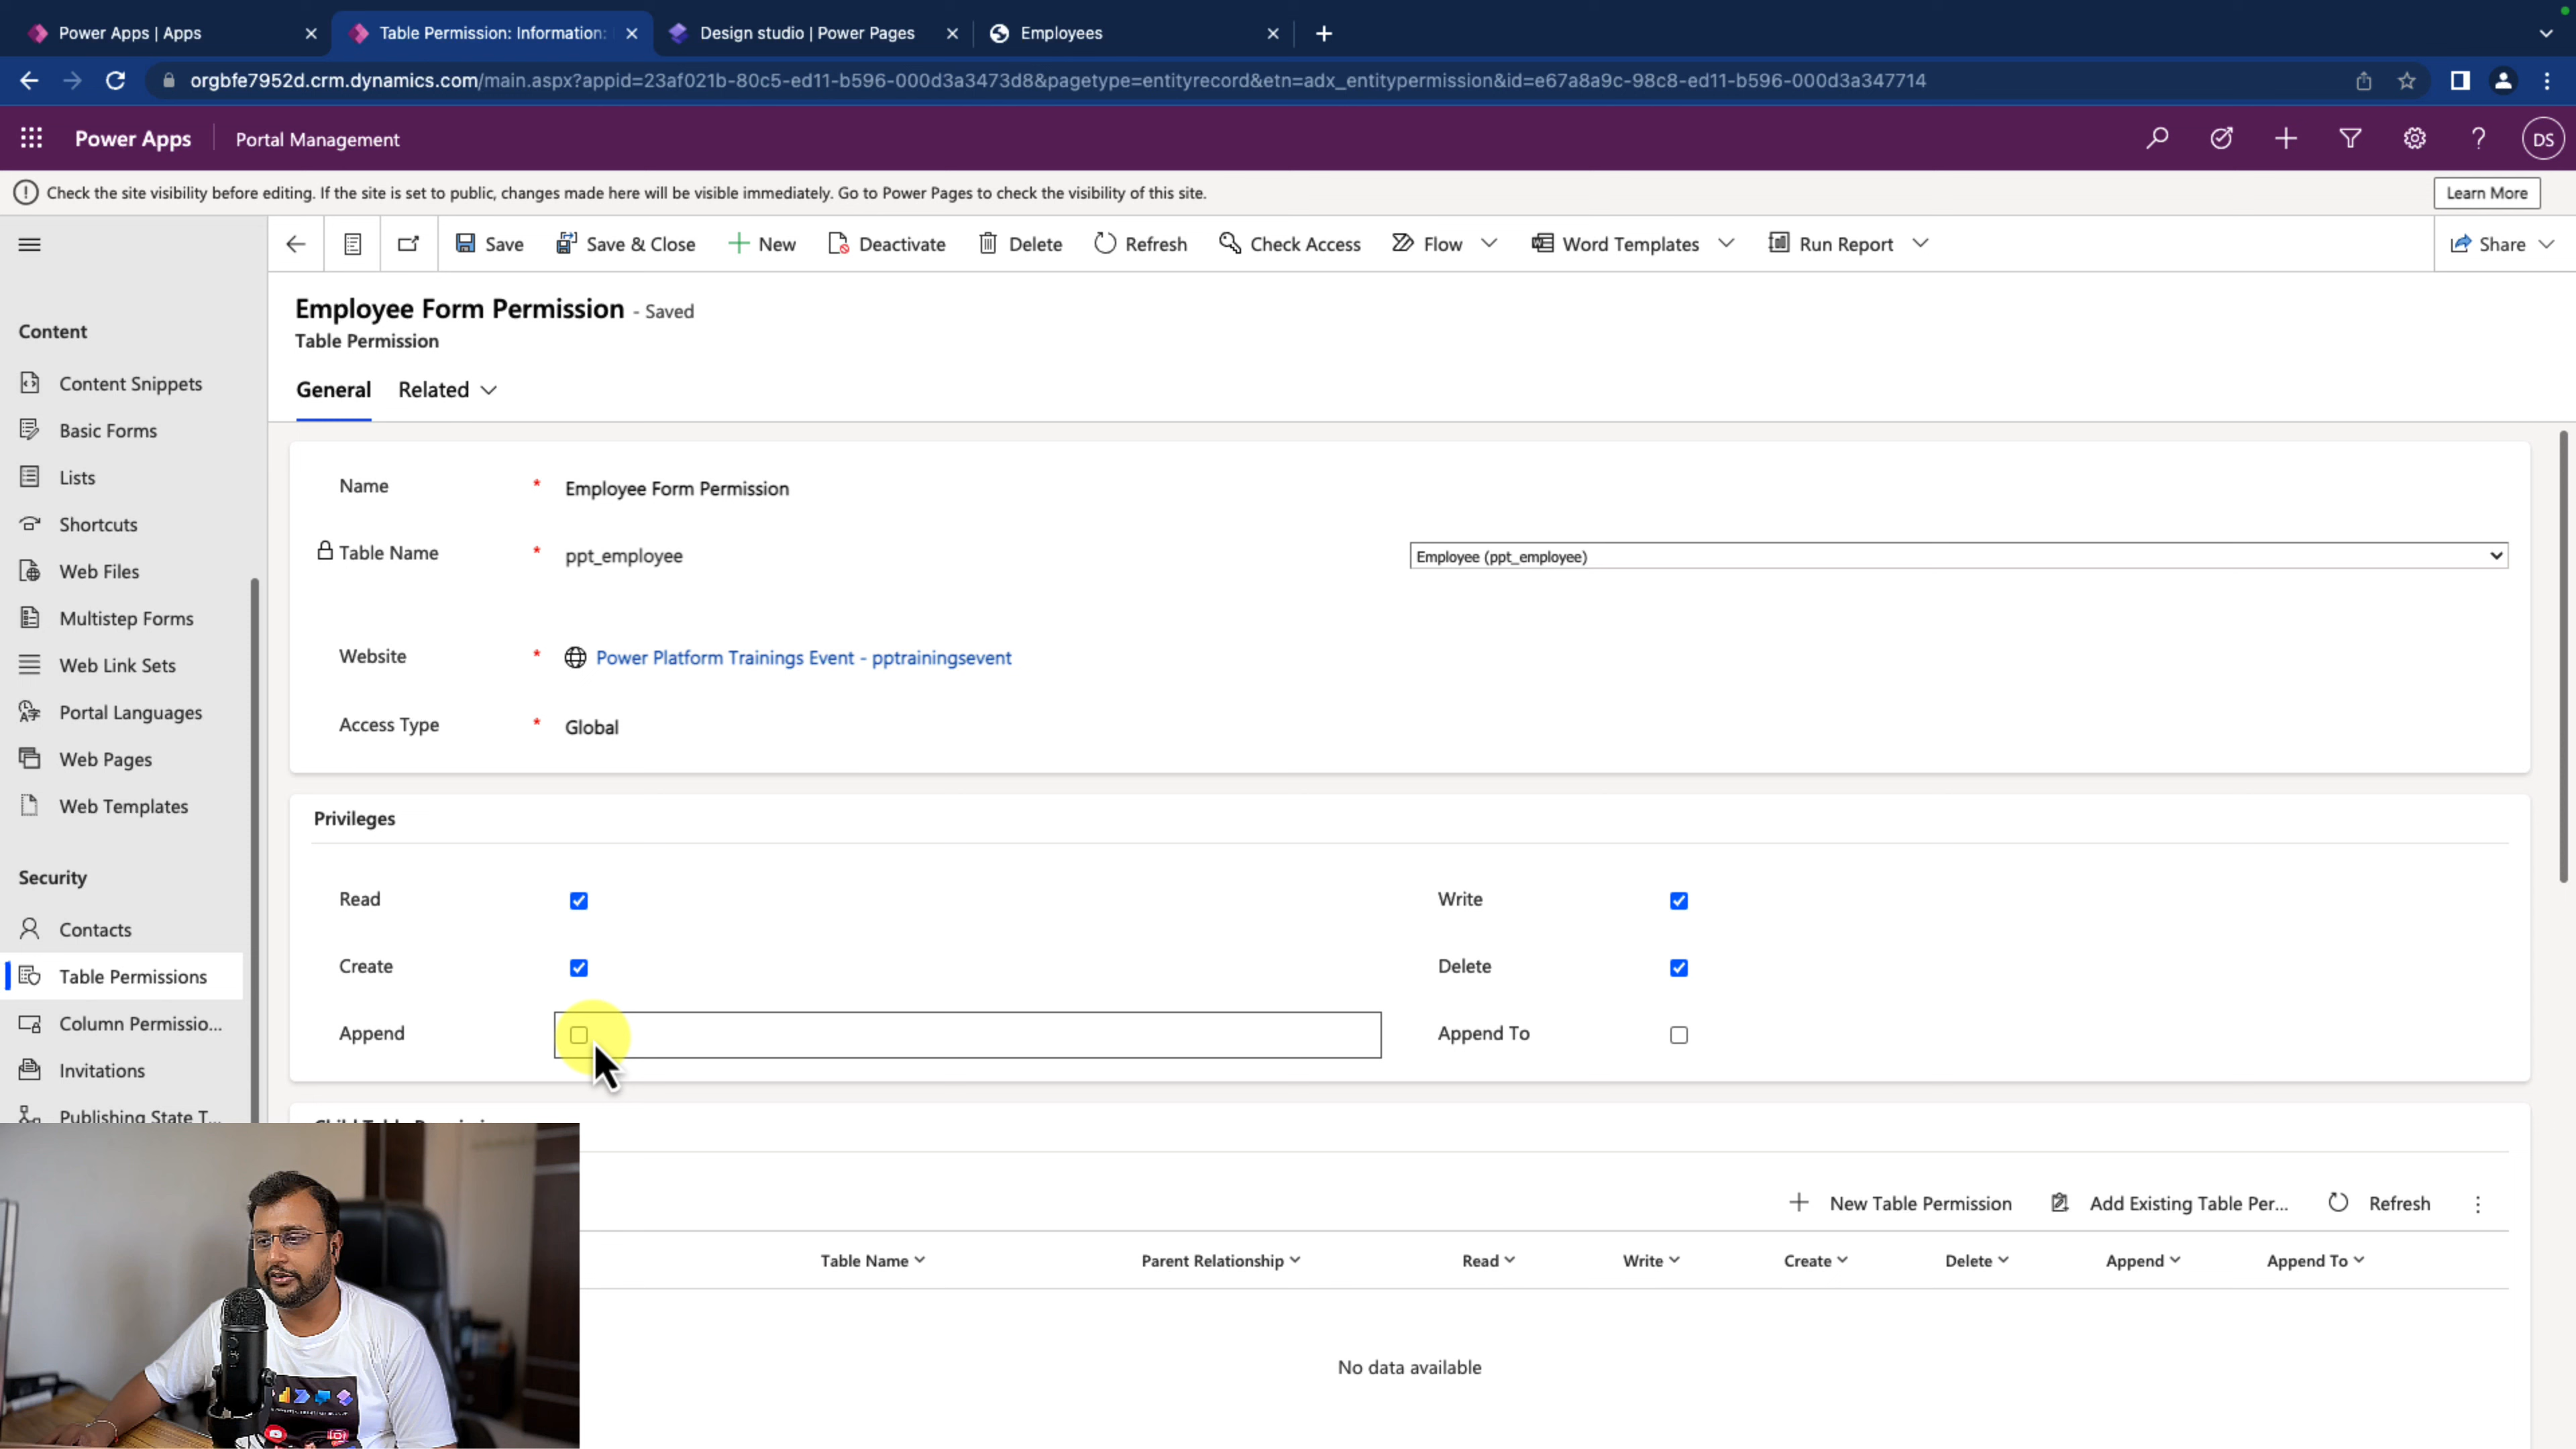 Power Apps | Apps
Table Permission: Information:
Design studio | Power Pages
Employees
orgbfe7952d.crm.dynamics.com/main.aspx?appid=23af021b-80c5-ed11-b596-000d3a3473d8&pagetype=entityrecord&etn=adx_entitypermission&id=e67a8a9c-98c8-ed11-b596-000d3a347714
Power Apps
Portal Management
DS
Check the site visibility before editing. If the site is set to public, changes made here will be visible immediately. Go to Power Pages to check the visibility of this site.
Learn More
Save
Save & Close
New
Deactivate
Delete
Refresh
Check Access
Flow
Word Templates
Run Report
Share
Content
Content Snippets
Basic Forms
Lists
Shortcuts
Web Files
Multistep Forms
Web Link Sets
Portal Languages
Web Pages
Web Templates
Security
Contacts
Table Permissions
Column Permissio...
Invitations
Publishing State T...
Employee Form Permission - Saved
Table Permission
General
Related
Name * Employee Form Permission
Table Name * ppt_employee
Employee (ppt_employee)
Website * Power Platform Trainings Event - pptrainingsevent
Access Type * Global
Privileges
Read
Write
Create
Delete
Append
Append To
New Table Permission
Add Existing Table Per...
Refresh
Table Name
Parent Relationship
Read
Write
Create
Delete
Append
Append To
No data available